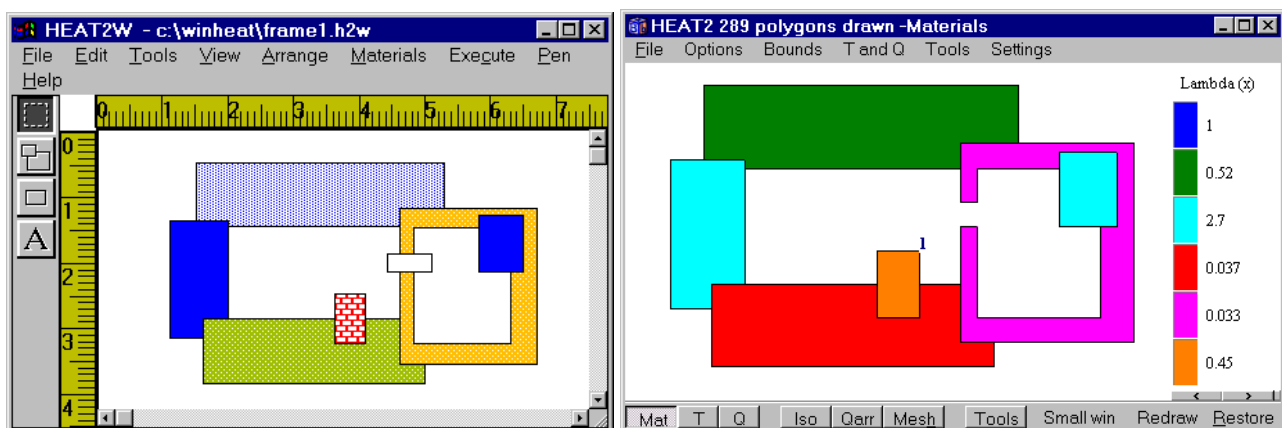 HEAT2W - c:\winheat\frame1.h2w
File Edit Tools View Arrange Materials Execute Pen
Help
0 1 2 3 4 5 6 7
0
1
2
3
4
A
HEAT2 289 polygons drawn -Materials
File Options Bounds T and Q Tools Settings
Lambda (x)
1
0.52
2.7
0.037
0.033
0.45
1
Mat T Q Iso Qarr Mesh Tools Small win Redraw Restore